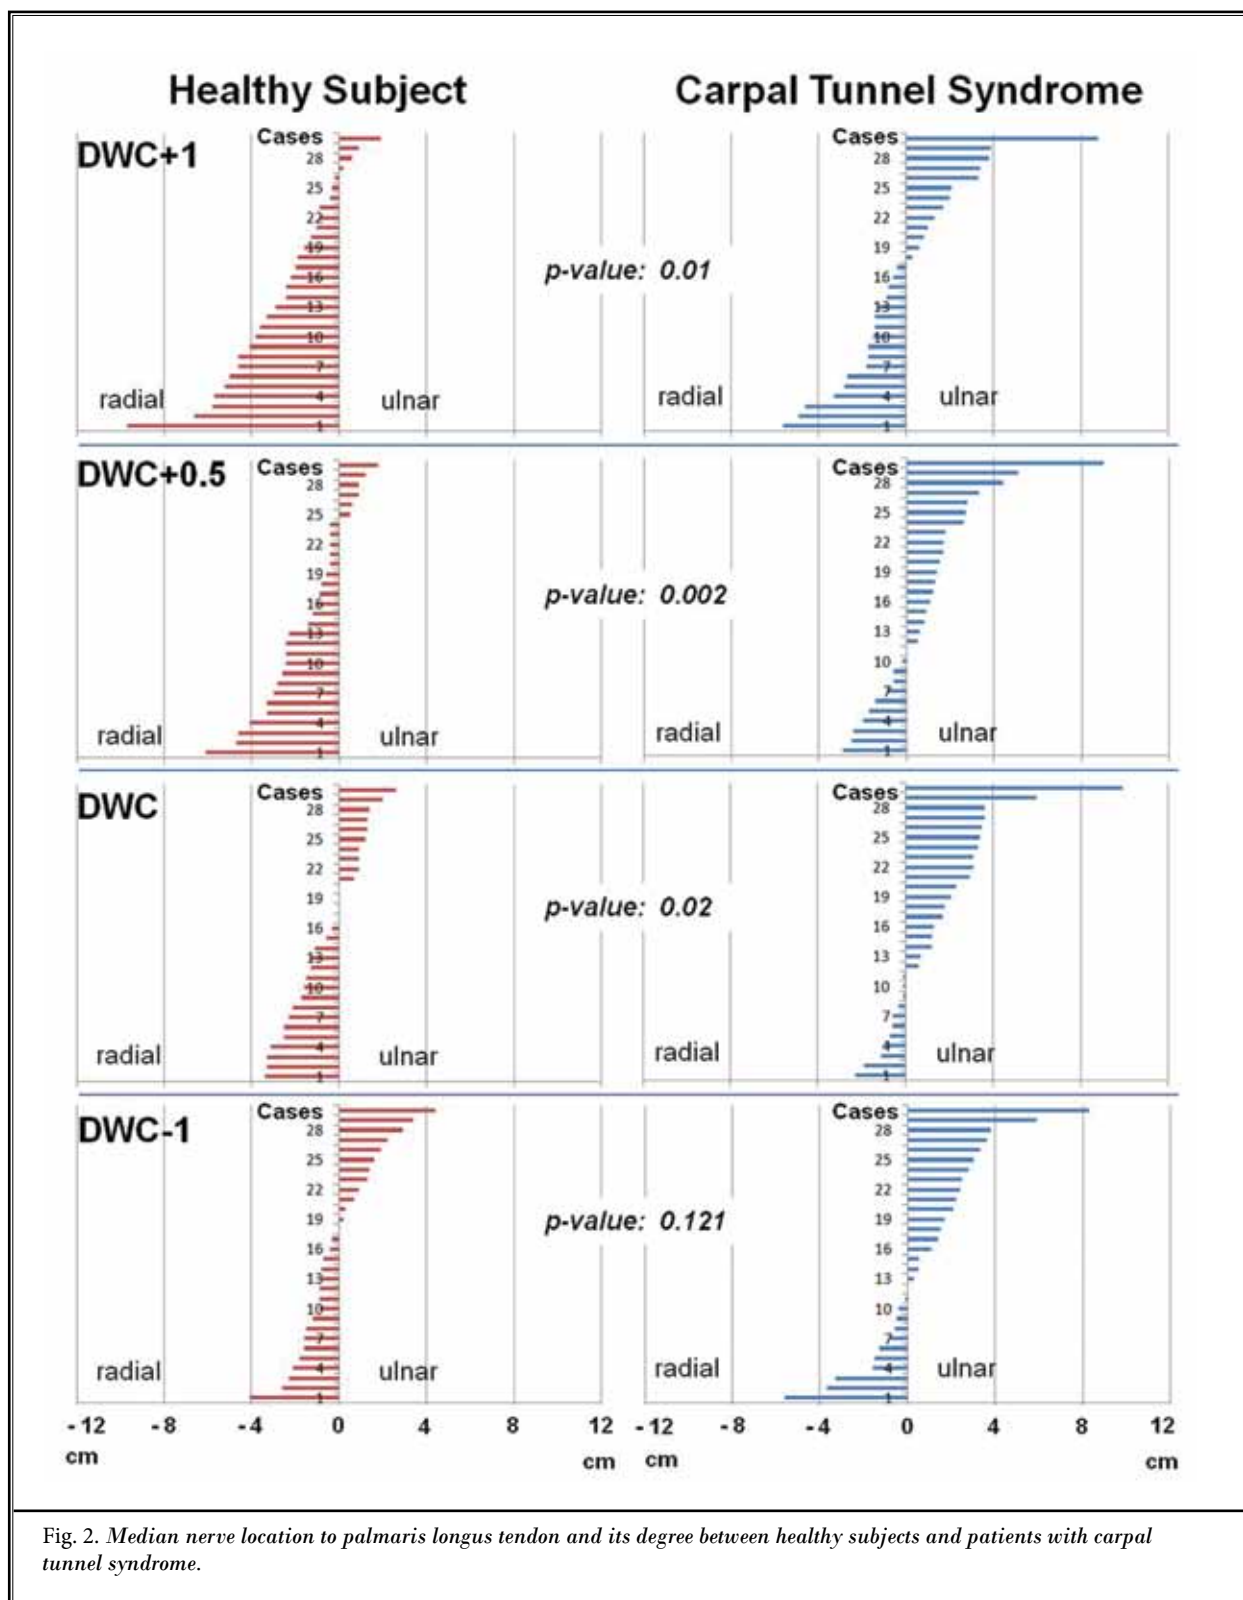 Healthy Subject
Carpal Tunnel Syndrome
DWC+1
Cases
28
25
22
19
16
13
10
7
4
1
radial
ulnar
p-value: 0.01
Cases
28
25
22
19
16
13
10
7
4
1
radial
ulnar
DWC+0.5
Cases
28
25
22
19
16
13
10
7
4
1
radial
ulnar
p-value: 0.002
Cases
28
25
22
19
16
13
10
7
4
1
radial
ulnar
DWC
Cases
28
25
22
19
16
13
10
7
4
1
radial
ulnar
p-value: 0.02
Cases
28
25
22
19
16
13
10
7
4
1
radial
ulnar
DWC-1
Cases
28
25
22
19
16
13
10
7
4
1
radial
ulnar
p-value: 0.121
Cases
28
25
22
19
16
13
10
7
4
1
radial
ulnar
-12 -8 -4 0 4 8 12
cm cm
-12 -8 -4 0 4 8 12
cm cm
Fig. 2. Median nerve location to palmaris longus tendon and its degree between healthy subjects and patients with carpal
tunnel syndrome.